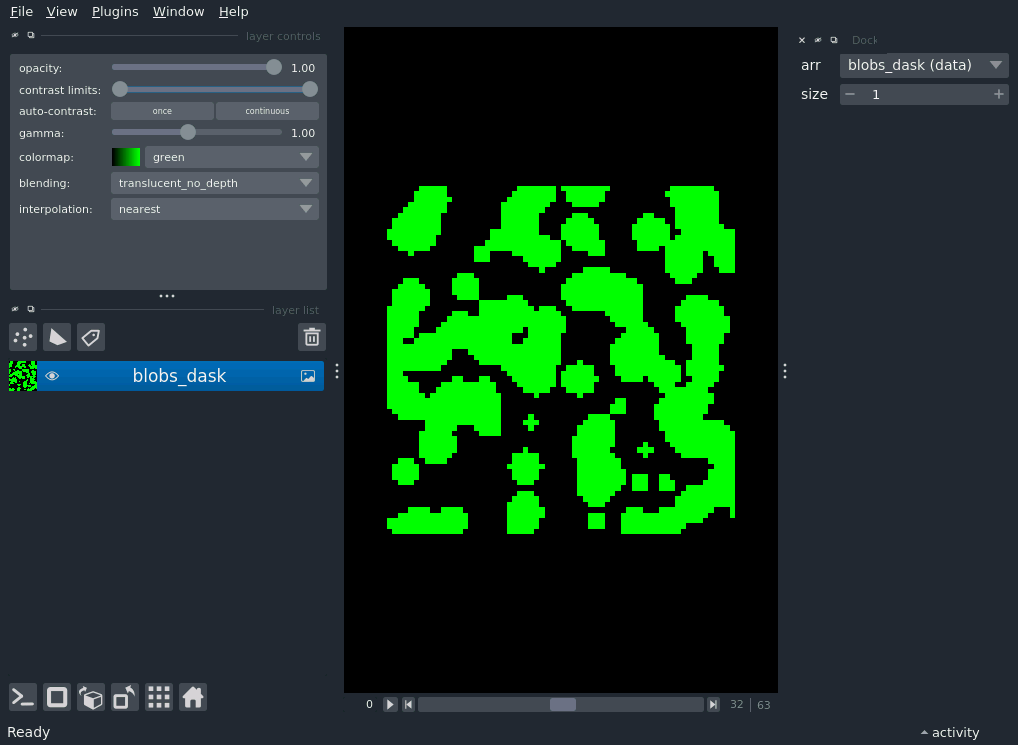 File View Plugins Window Help
layer controls
opacity: 1.00
contrast limits:
auto-contrast: once continuous
gamma: 1.00
colormap: green
blending: translucent_no_depth
interpolation: nearest
layer list
blobs_dask
0 32 63
Ready
activity
Dock
arr blobs_dask (data)
size 1